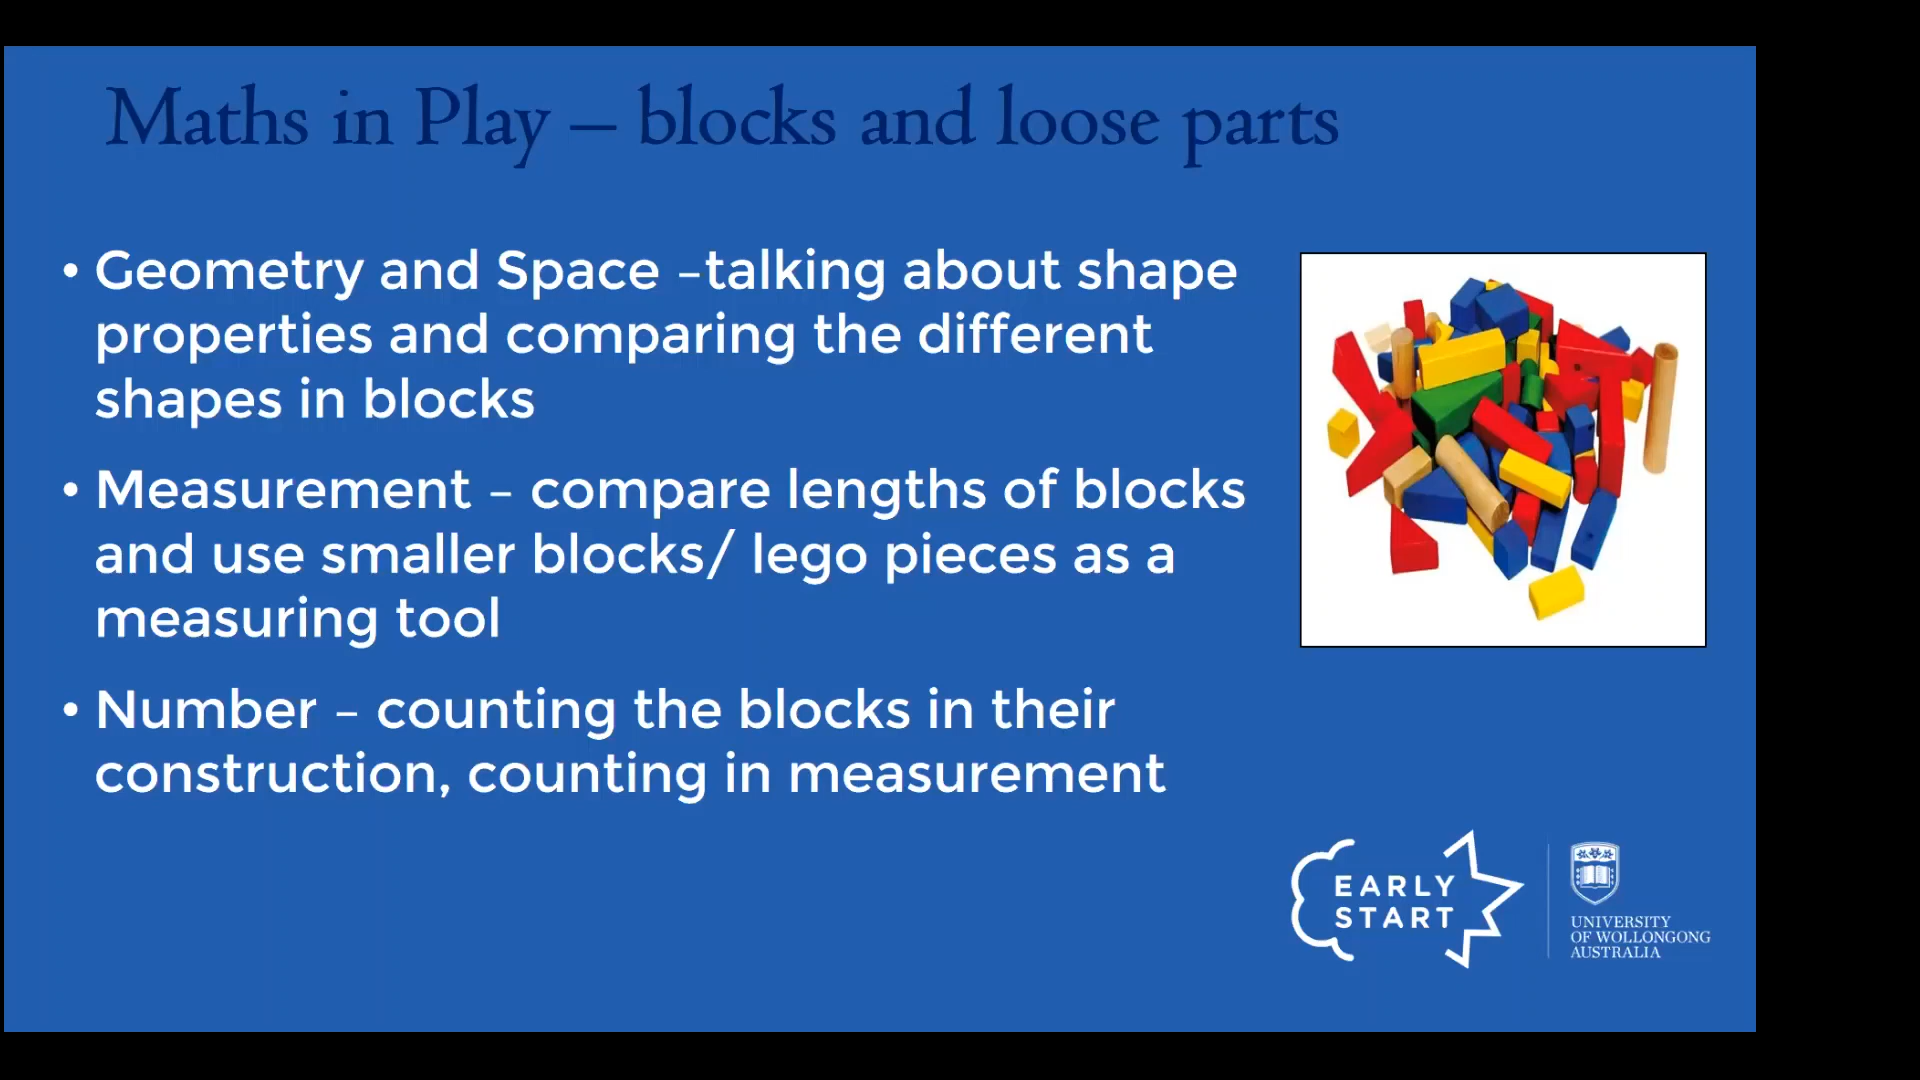 Maths in Play – blocks and loose parts
• Geometry and Space –talking about shape
properties and comparing the different
shapes in blocks
• Measurement – compare lengths of blocks
and use smaller blocks/ lego pieces as a
measuring tool
• Number – counting the blocks in their
construction, counting in measurement
EARLY
START
UNIVERSITY
OF WOLLONGONG
AUSTRALIA